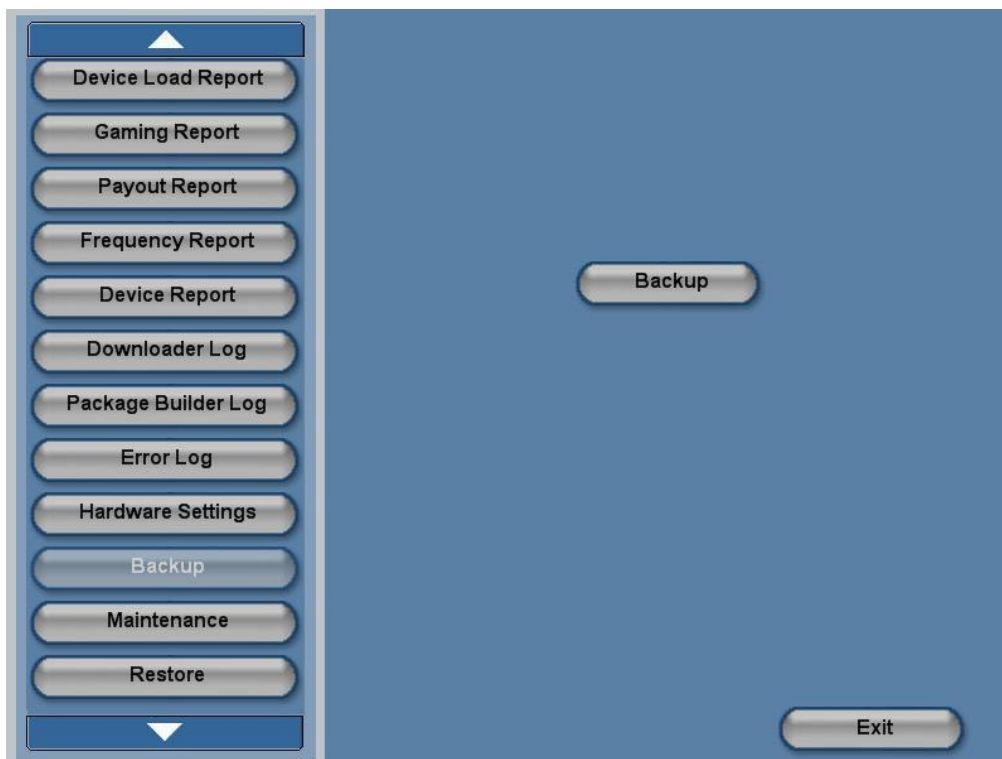 Device Load Report
Gaming Report
Payout Report
Frequency Report
Device Report
Downloader Log
Package Builder Log
Error Log
Hardware Settings
Backup
Maintenance
Restore
Backup
Exit